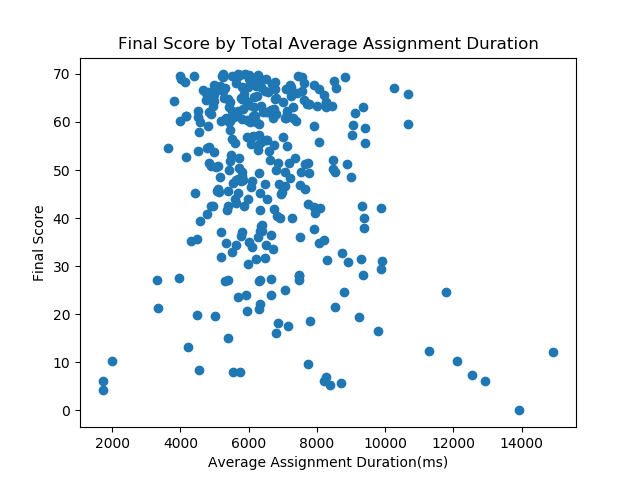 Final Score by Total Average Assignment Duration
70
60
50
40
30
20
10
0
Final Score
2000 4000 6000 8000 10000 12000 14000
Average Assignment Duration(ms)